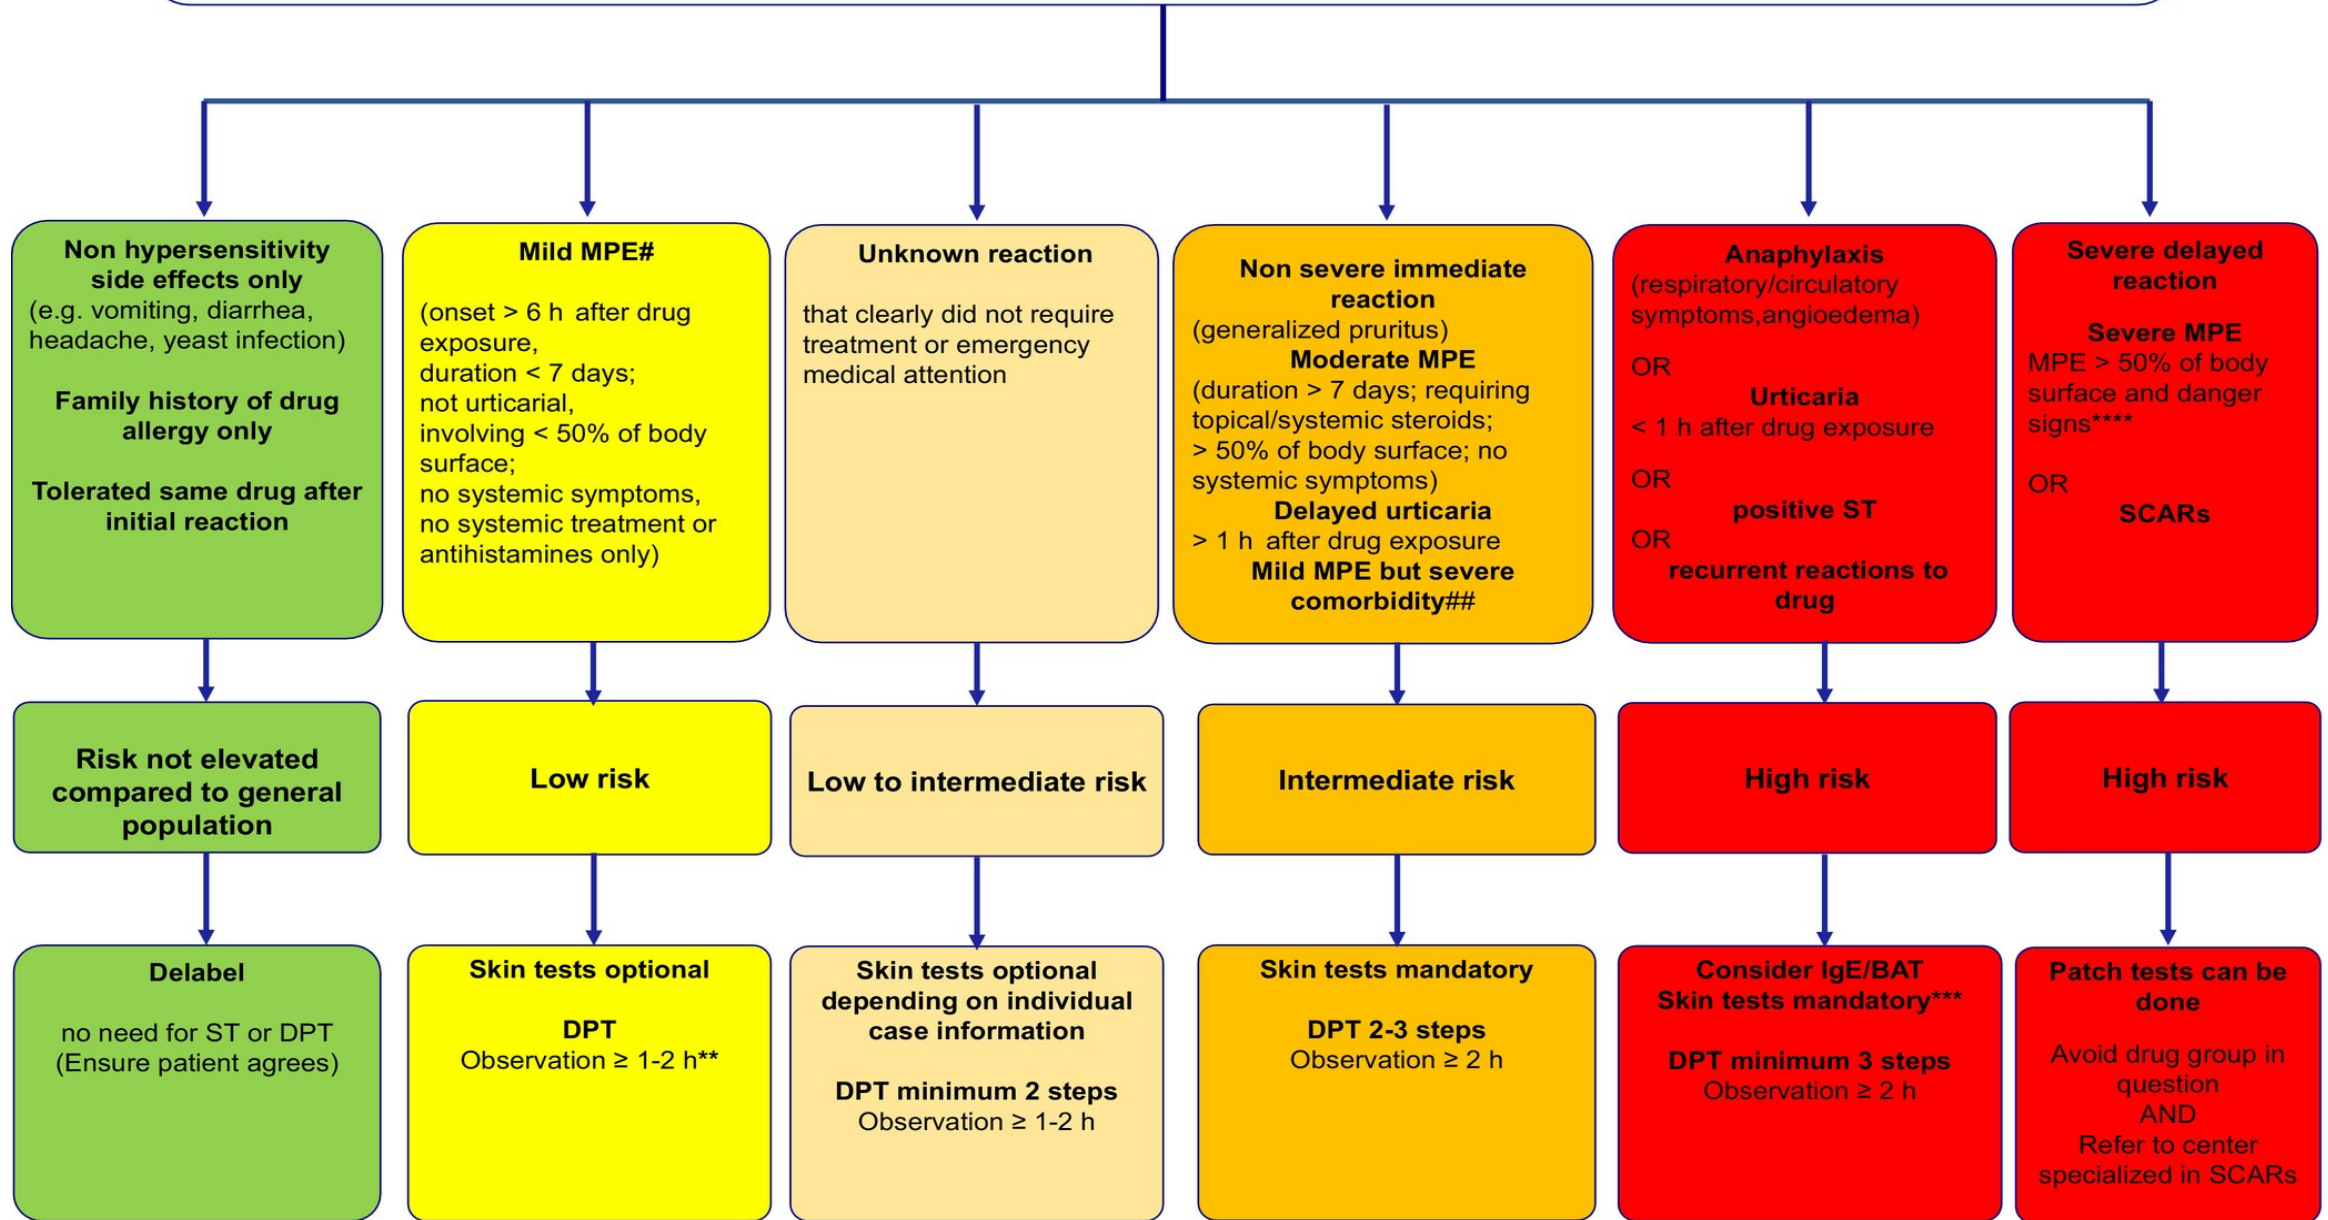 Non hypersensitivity
side effects only
(e.g. vomiting, diarrhea,
headache, yeast infection)
Family history of drug
allergy only
Tolerated same drug after
initial reaction
Mild MPE#
(onset > 6 h after drug
exposure,
duration < 7 days;
not urticarial,
involving < 50% of body
surface;
no systemic symptoms,
no systemic treatment or
antihistamines only)
Unknown reaction
that clearly did not require
treatment or emergency
medical attention
Non severe immediate
reaction
(generalized pruritus)
Moderate MPE
(duration > 7 days; requiring
topical/systemic steroids;
> 50% of body surface; no
systemic symptoms)
Delayed urticaria
> 1 h after drug exposure
Mild MPE but severe
comorbidity##
Anaphylaxis
(respiratory/circulatory
symptoms,angioedema)
OR
Urticaria
< 1 h after drug exposure
OR
positive ST
OR
recurrent reactions to
drug
Severe delayed
reaction
Severe MPE
MPE > 50% of body
surface and danger
signs****
OR
SCARs
Risk not elevated
compared to general
population
Low risk
Low to intermediate risk
Intermediate risk
High risk
High risk
Delabel
no need for ST or DPT
(Ensure patient agrees)
Skin tests optional
DPT
Observation ≥ 1-2 h**
Skin tests optional
depending on individual
case information
DPT minimum 2 steps
Observation ≥ 1-2 h
Skin tests mandatory
DPT 2-3 steps
Observation ≥ 2 h
Consider IgE/BAT
Skin tests mandatory***
DPT minimum 3 steps
Observation ≥ 2 h
Patch tests can be
done
Avoid drug group in
question
AND
Refer to center
specialized in SCARs